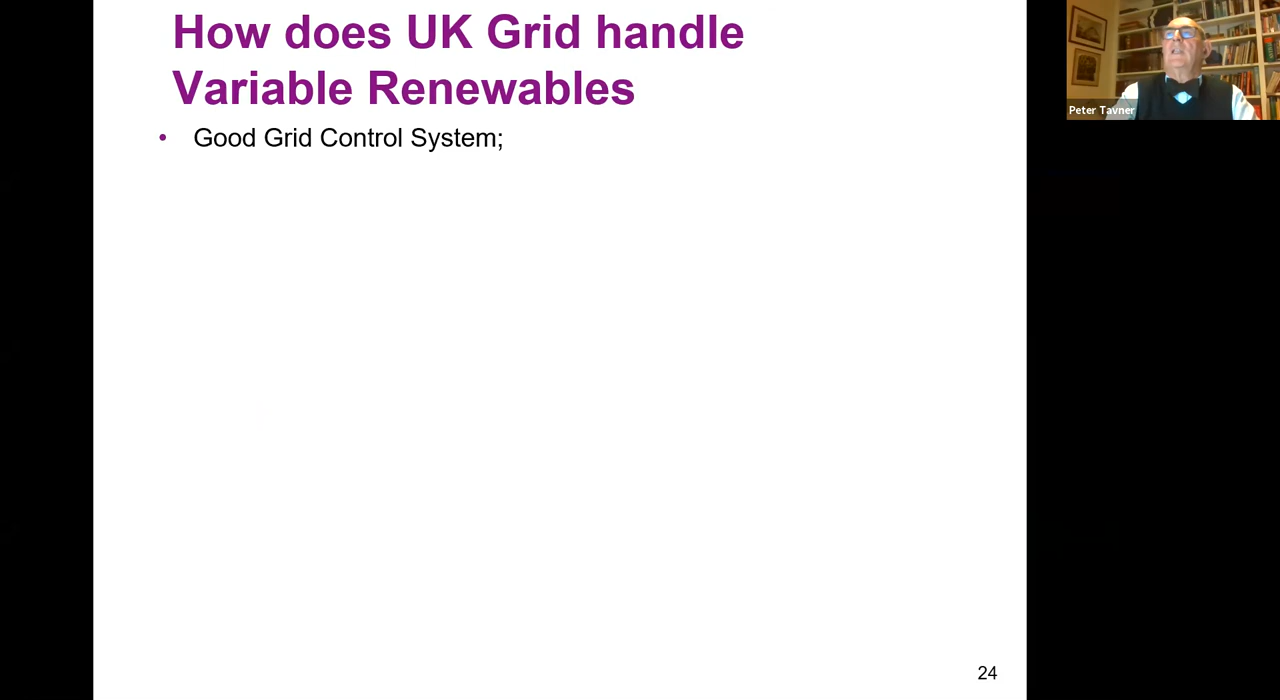 How does UK Grid handle
Variable Renewables
• Good Grid Control System;
Peter Tavner
24